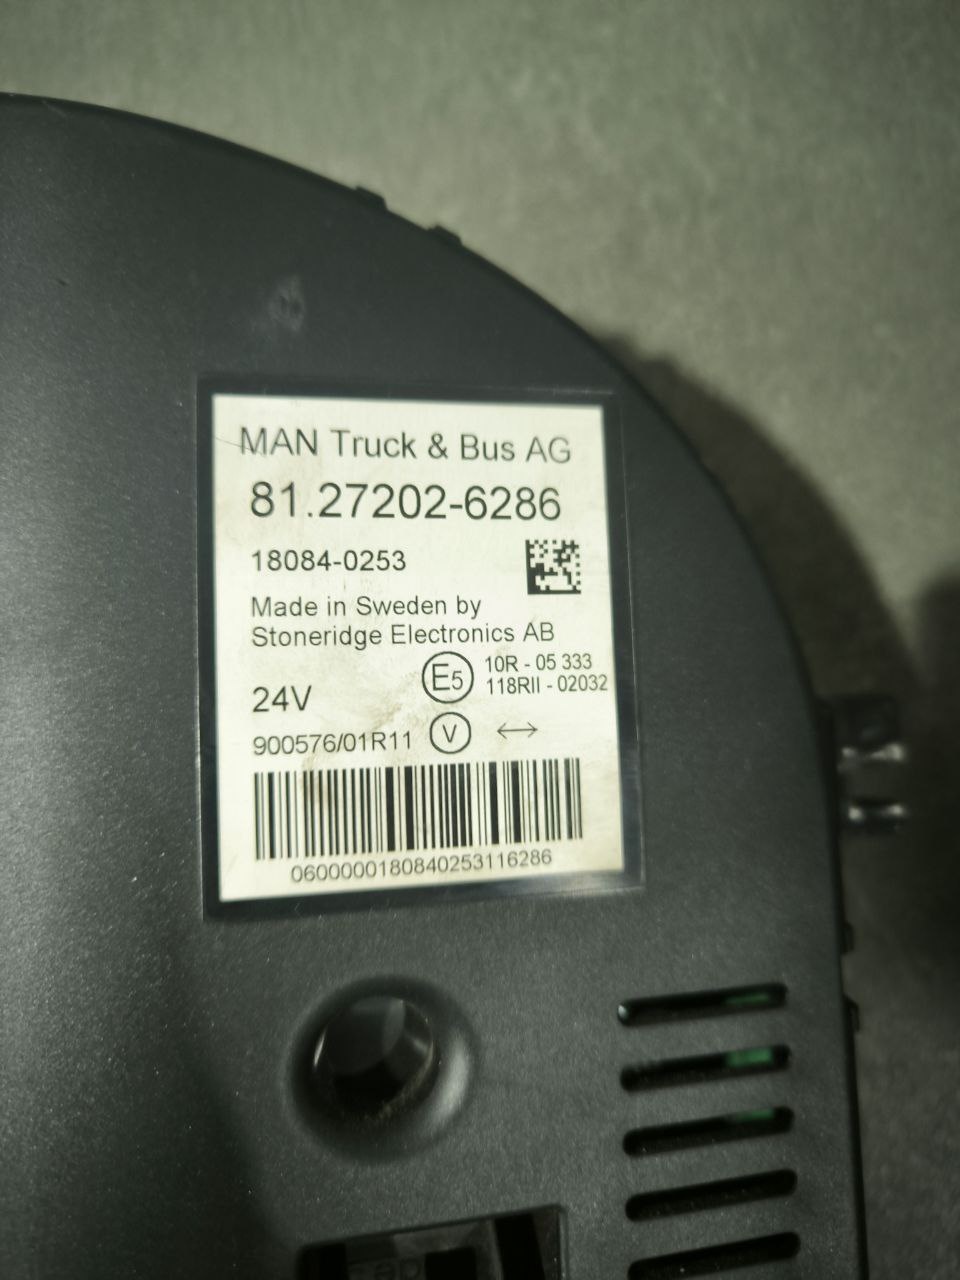 MAN Truck & Bus AG
81.27202-6286
18084-0253
Made in Sweden by
Stoneridge Electronics AB
E5 10R - 05 333
118RII - 02032
24V
900576/01R11 V ↔
0600000180840253116286